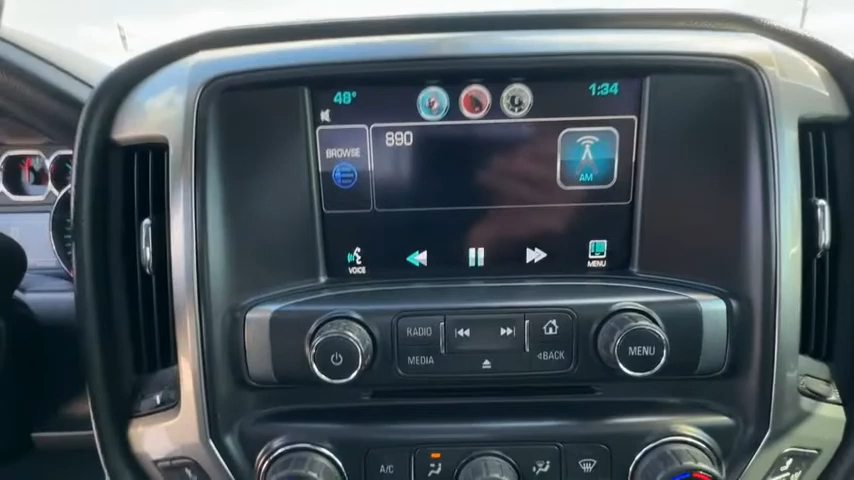 48° 1:34
BROWSE
890
AM
VOICE
MENU
RADIO
MEDIA
BACK
MENU
A/C